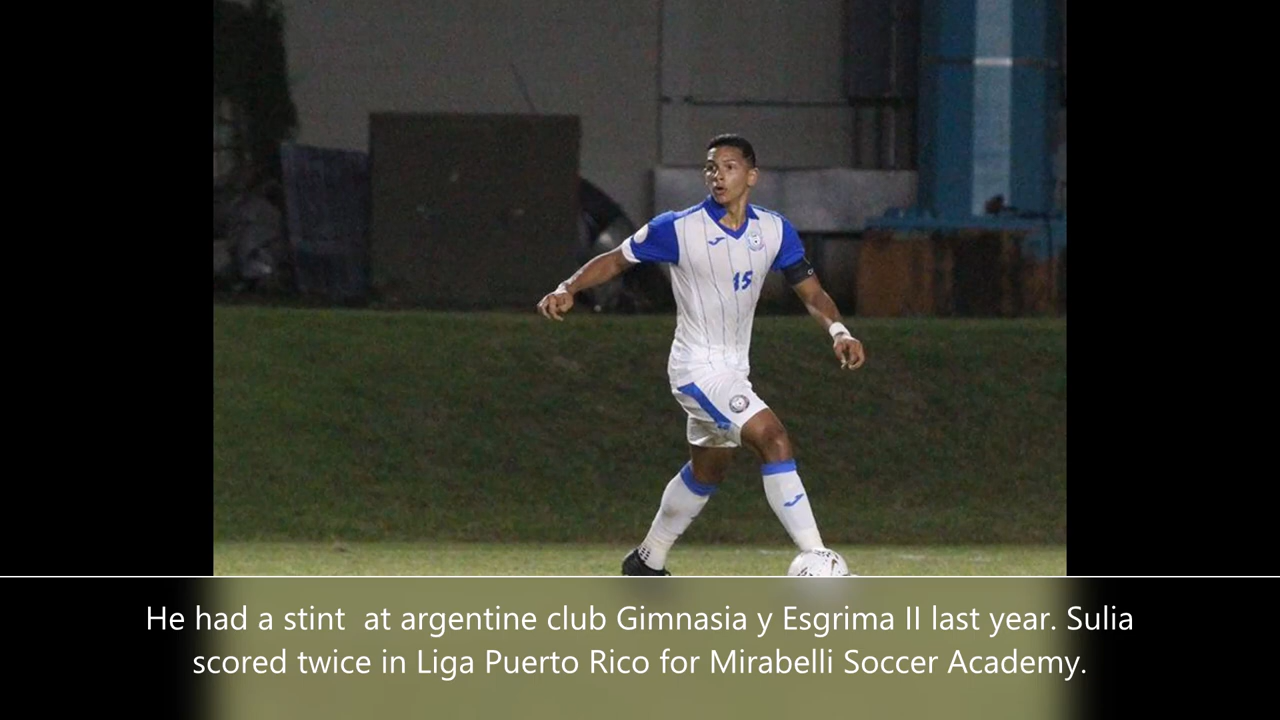 15
He had a stint  at argentine club Gimnasia y Esgrima II last year. Sulia
scored twice in Liga Puerto Rico for Mirabelli Soccer Academy.